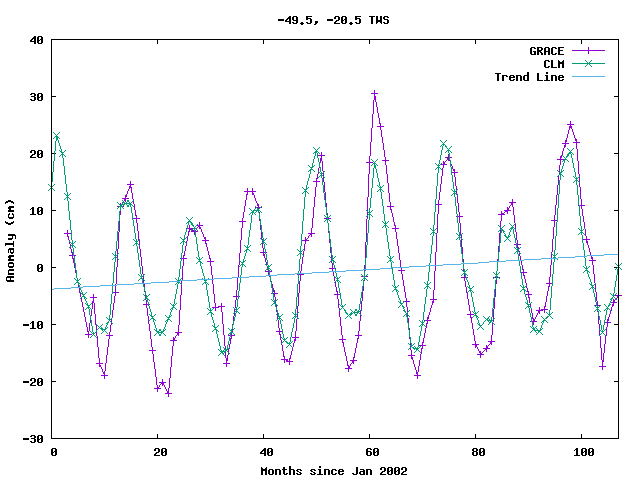 -49.5, -20.5 TWS
GRACE
CLM
Trend Line
40
30
20
10
0
-10
-20
-30
Anomaly (cm)
0 20 40 60 80 100
Months since Jan 2002